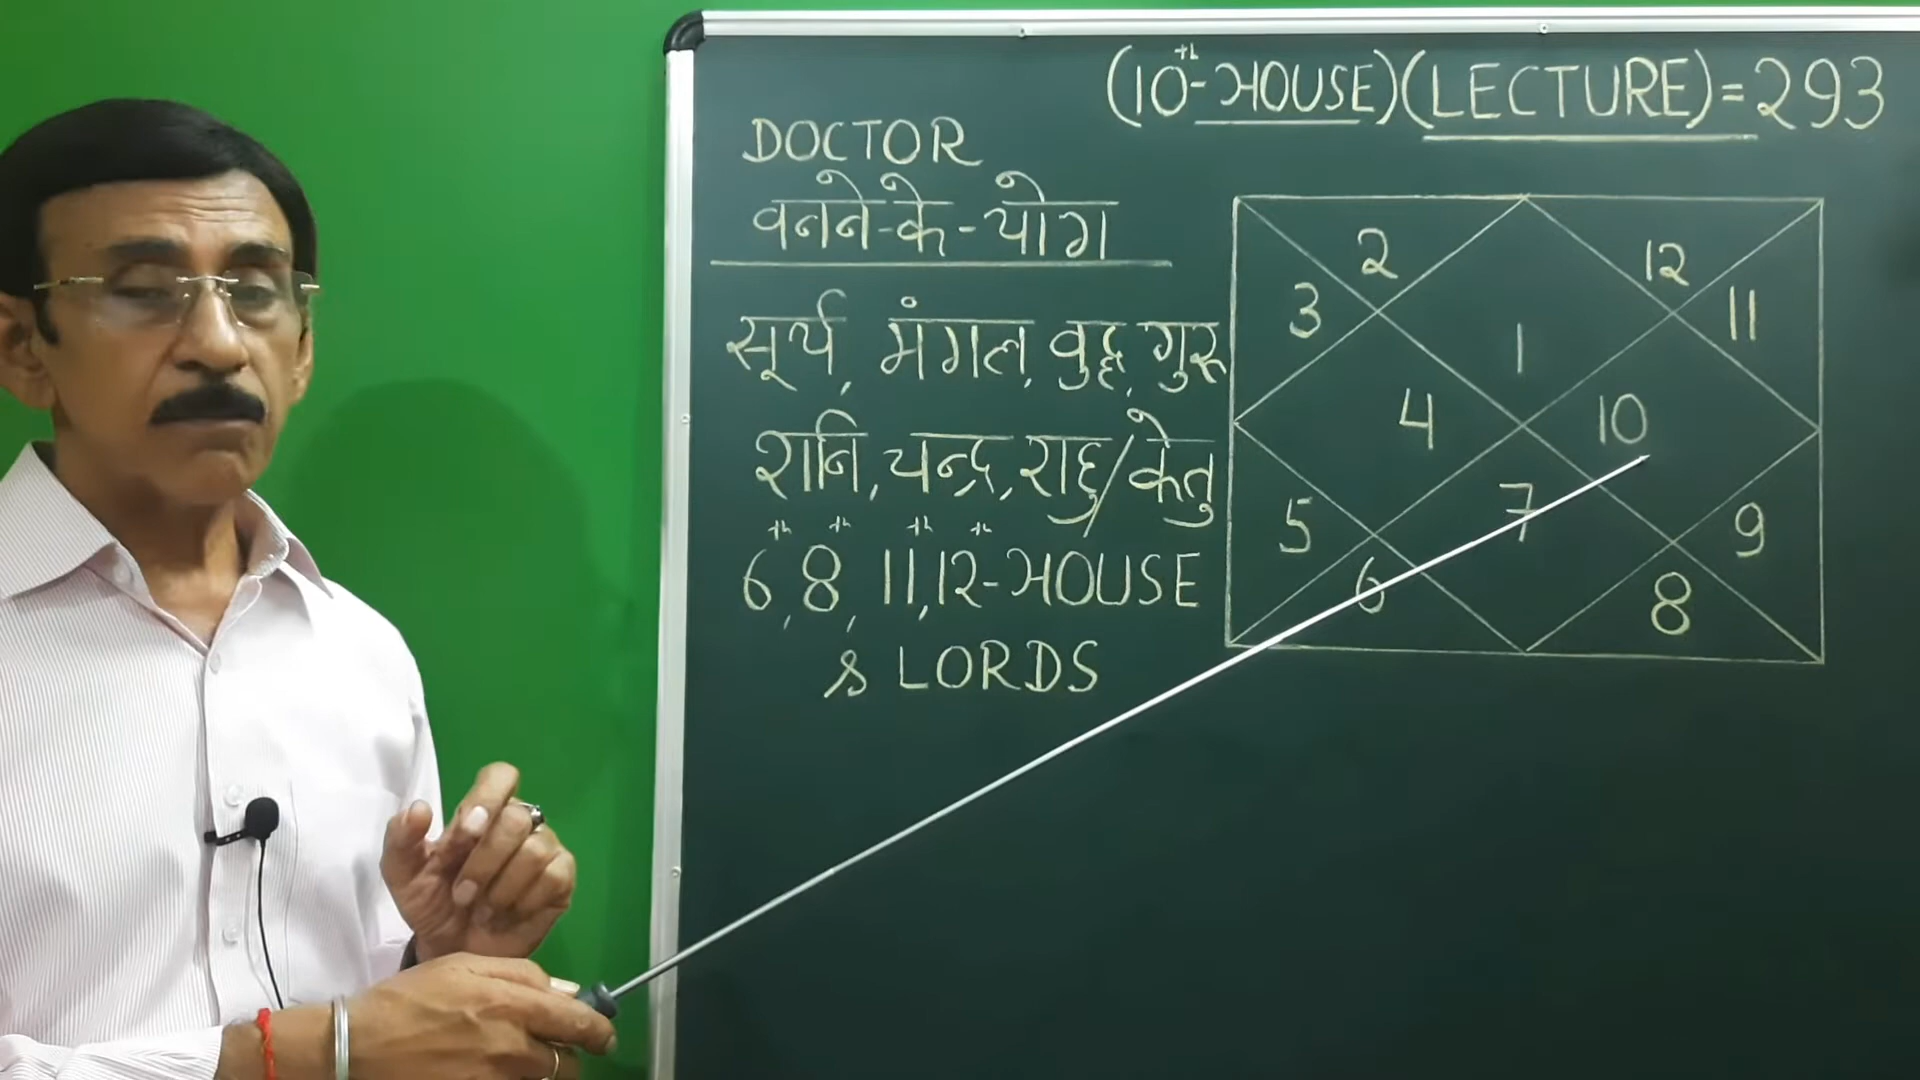 (10th-HOUSE)(LECTURE)=293
DOCTOR
वनने-के-योग
सूर्य, मंगल, वुद्ध, गुरू
शनि, चन्द्र, राहु/केतु
6th, 8th, 11th, 12th-HOUSE
& LORDS
2
12
3
11
1
4
10
5
7
9
6
8